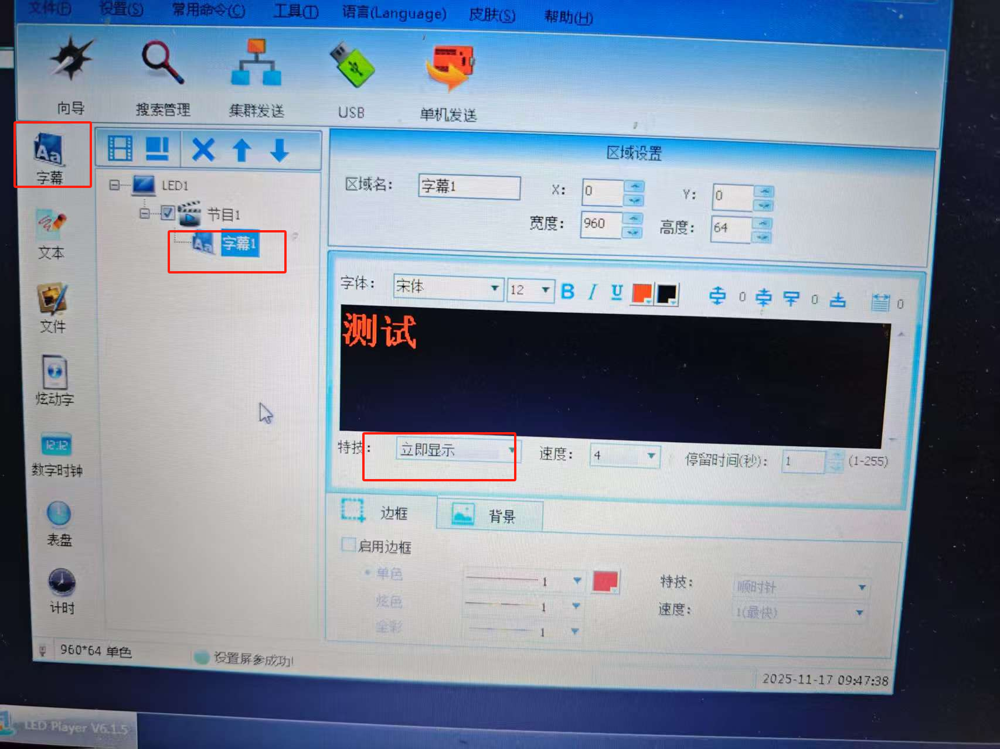 文件(F) 设置(S) 常用命令(C) 工具(T) 语言(Language) 皮肤(S) 帮助(H)
向导 搜索管理 集群发送 USB 单机发送
Aa
字幕
文本
文件
炫动字
12:12
数字时钟
表盘
计时
LED1
节目1
Aa 字幕1
区域设置
区域名: 字幕1 X: 0 Y: 0
宽度: 960 高度: 64
字体: 宋体 12 B I U 0 0 0
测试
特技: 立即显示 速度: 4 停留时间(秒): 1 (1-255)
边框 背景
启用边框
单色 1 特技: 顺时针
炫色 1 速度: 1(最快)
全彩 1
960*64 单色 设置屏参成功!
2025-11-17 09:47:38
LED Player V6.1.5